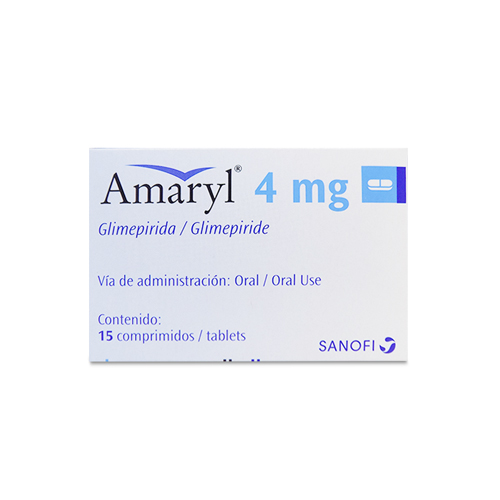 Amaryl® 4 mg
Glimepirida / Glimepiride
Vía de administración: Oral / Oral Use
Contenido:
15 comprimidos / tablets
SANOFI